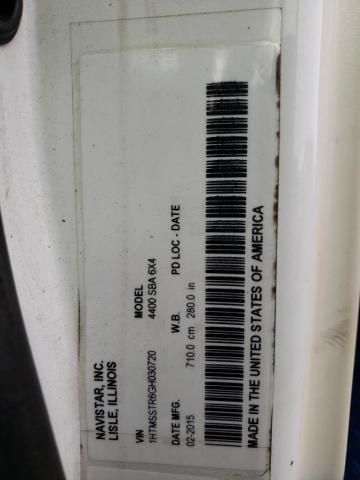 NAVISTAR, INC.
LISLE, ILLINOIS
VIN MODEL
1HTMSSTR6GH030720 4400 SBA 6X4
DATE MFG. W.B. PD LOC - DATE
02-2015 710.0 cm 280.0 in
MADE IN THE UNITED STATES OF AMERICA